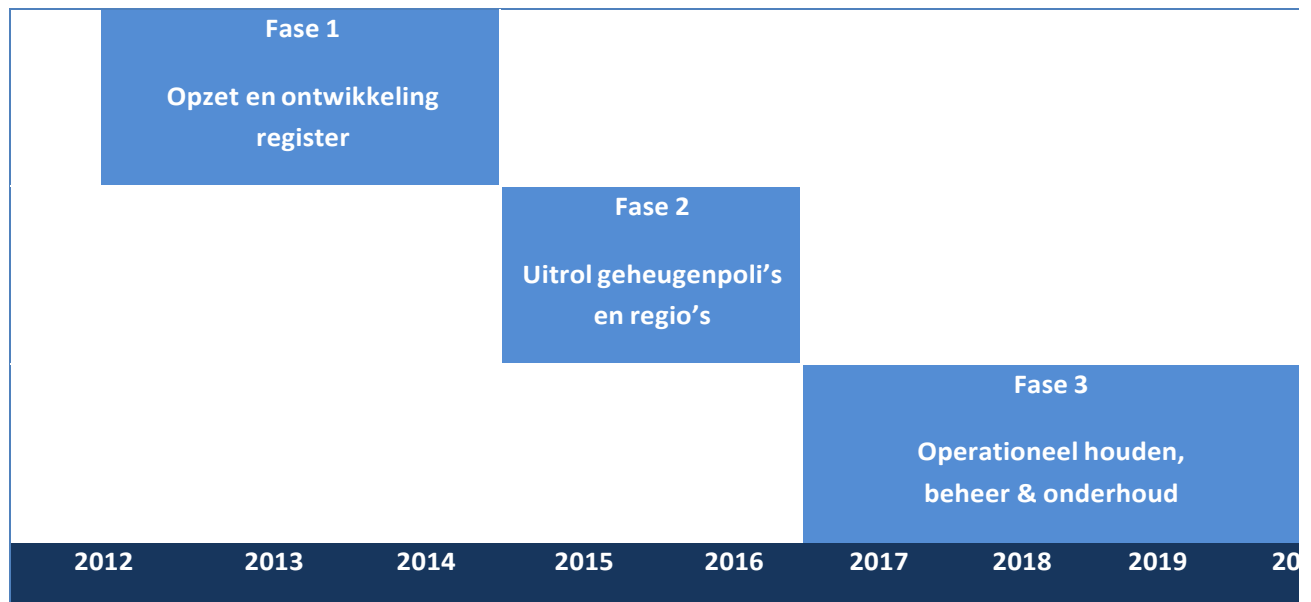 Fase 1
Opzet en ontwikkeling
register
Fase 2
Uitrol geheugenpoli’s
en regio’s
Fase 3
Operationeel houden,
beheer & onderhoud
2012 2013 2014 2015 2016 2017 2018 2019 20